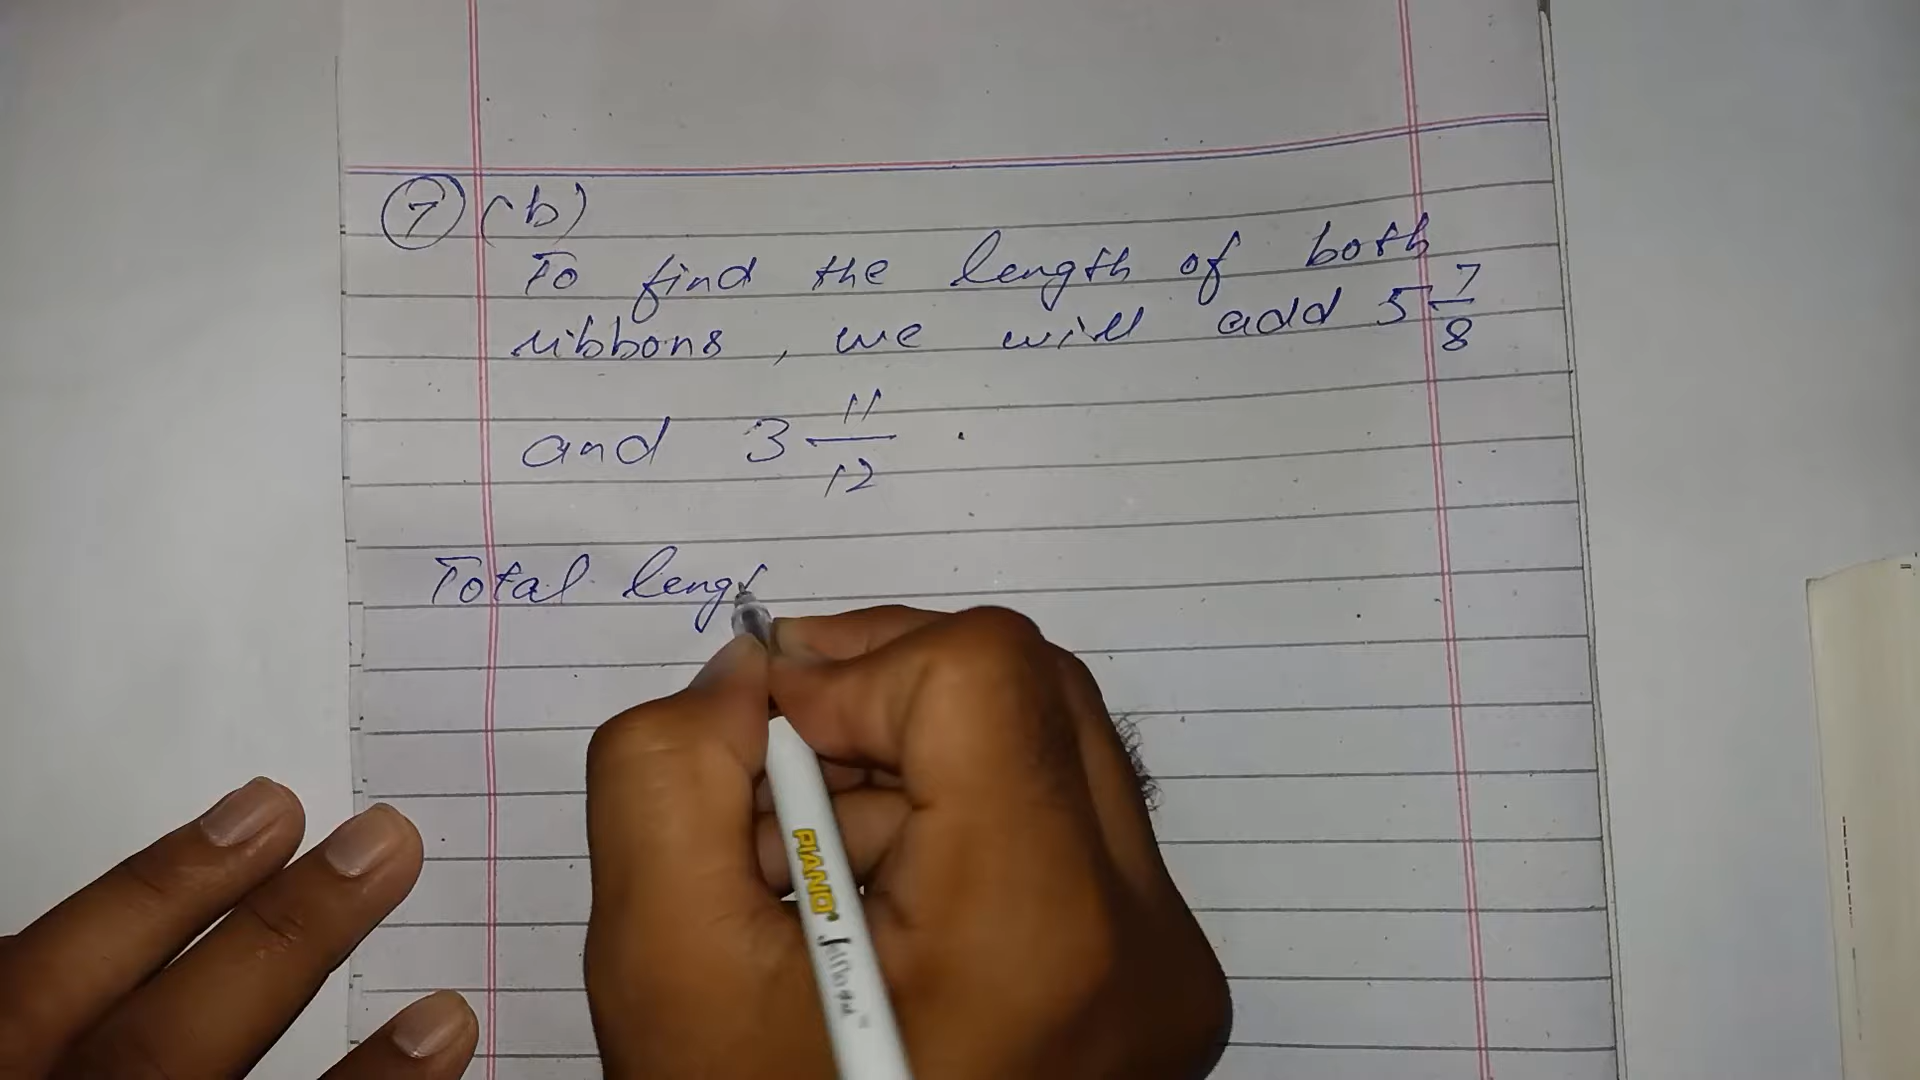 7 (b)
To find the length of both
ribbons, we will add 5 7/8
and 3 11/12 .
Total leng
PIANO